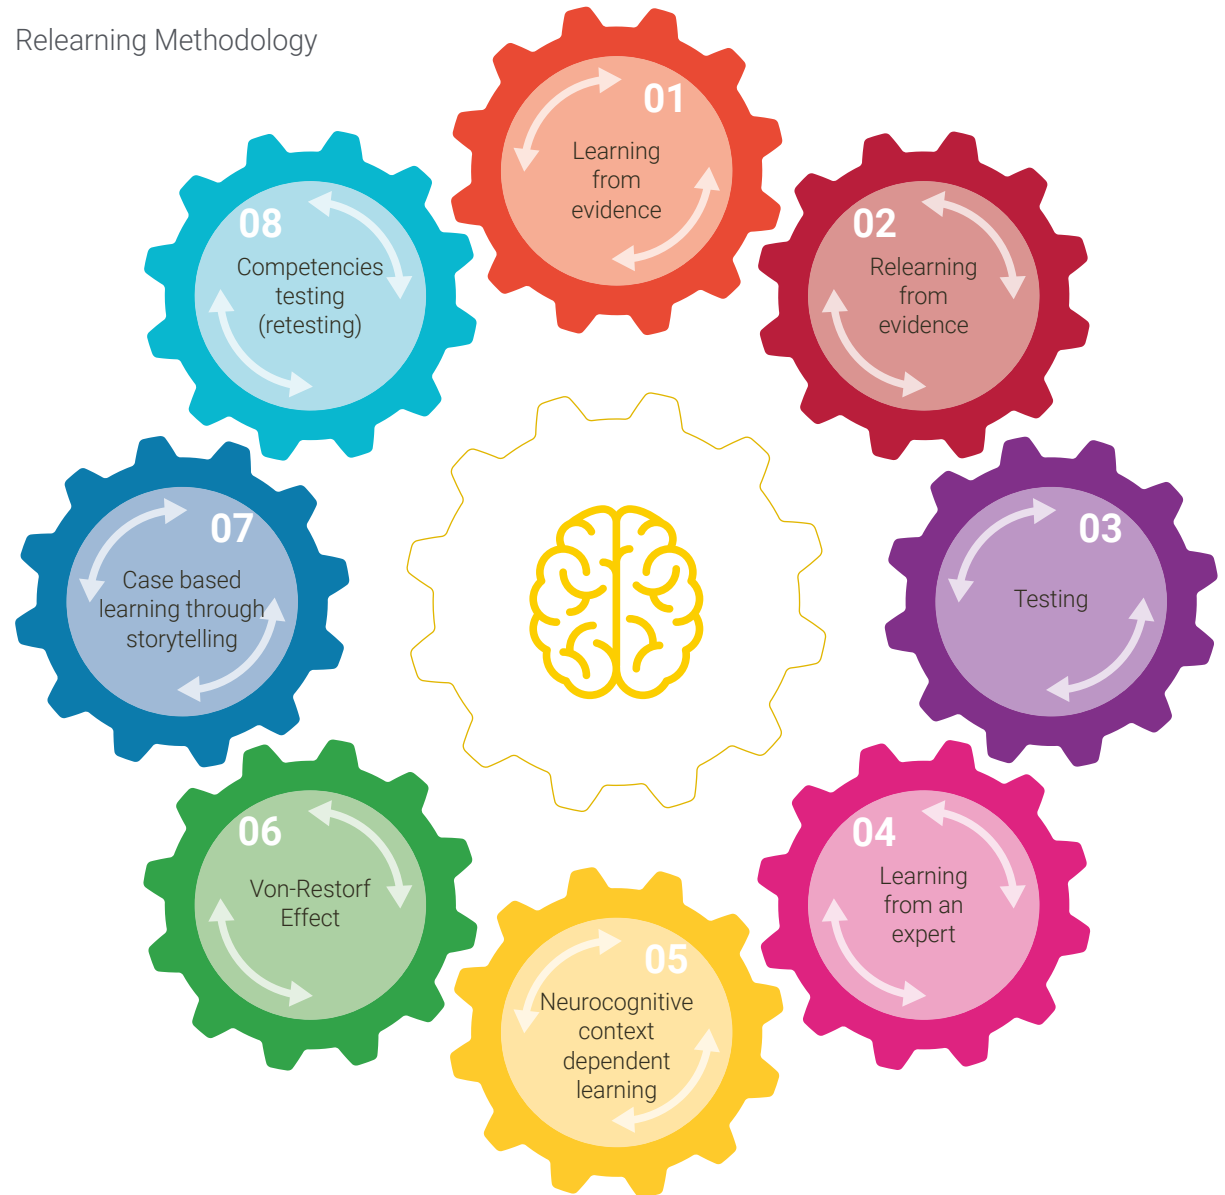 Relearning Methodology
01
Learning
from
evidence
02
Relearning
from
evidence
03
Testing
04
Learning
from an
expert
05
Neurocognitive
context
dependent
learning
06
Von-Restorf
Effect
07
Case based
learning through
storytelling
08
Competencies
testing
(retesting)